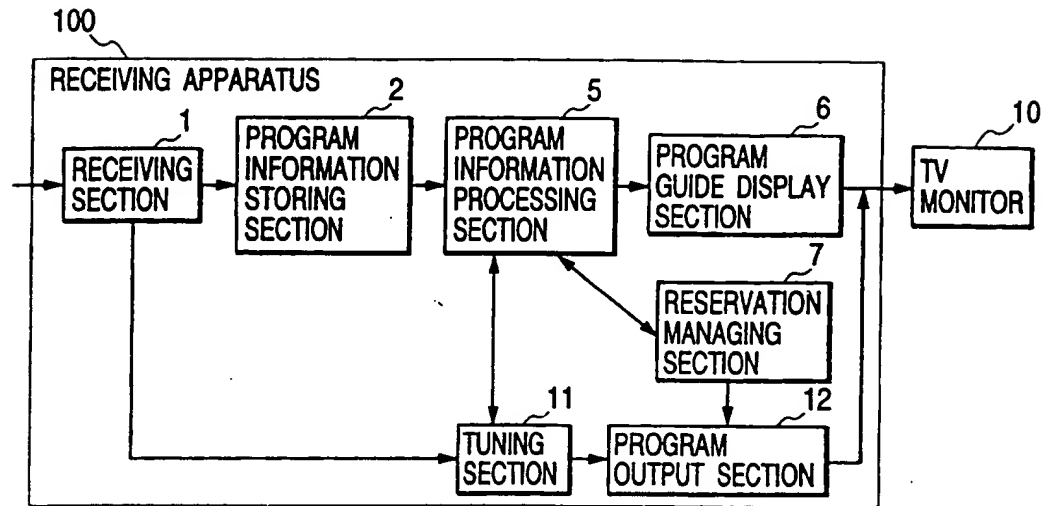 100
RECEIVING APPARATUS
1
RECEIVING
SECTION
2
PROGRAM
INFORMATION
STORING
SECTION
5
PROGRAM
INFORMATION
PROCESSING
SECTION
6
PROGRAM
GUIDE DISPLAY
SECTION
10
TV
MONITOR
7
RESERVATION
MANAGING
SECTION
11
TUNING
SECTION
12
PROGRAM
OUTPUT SECTION